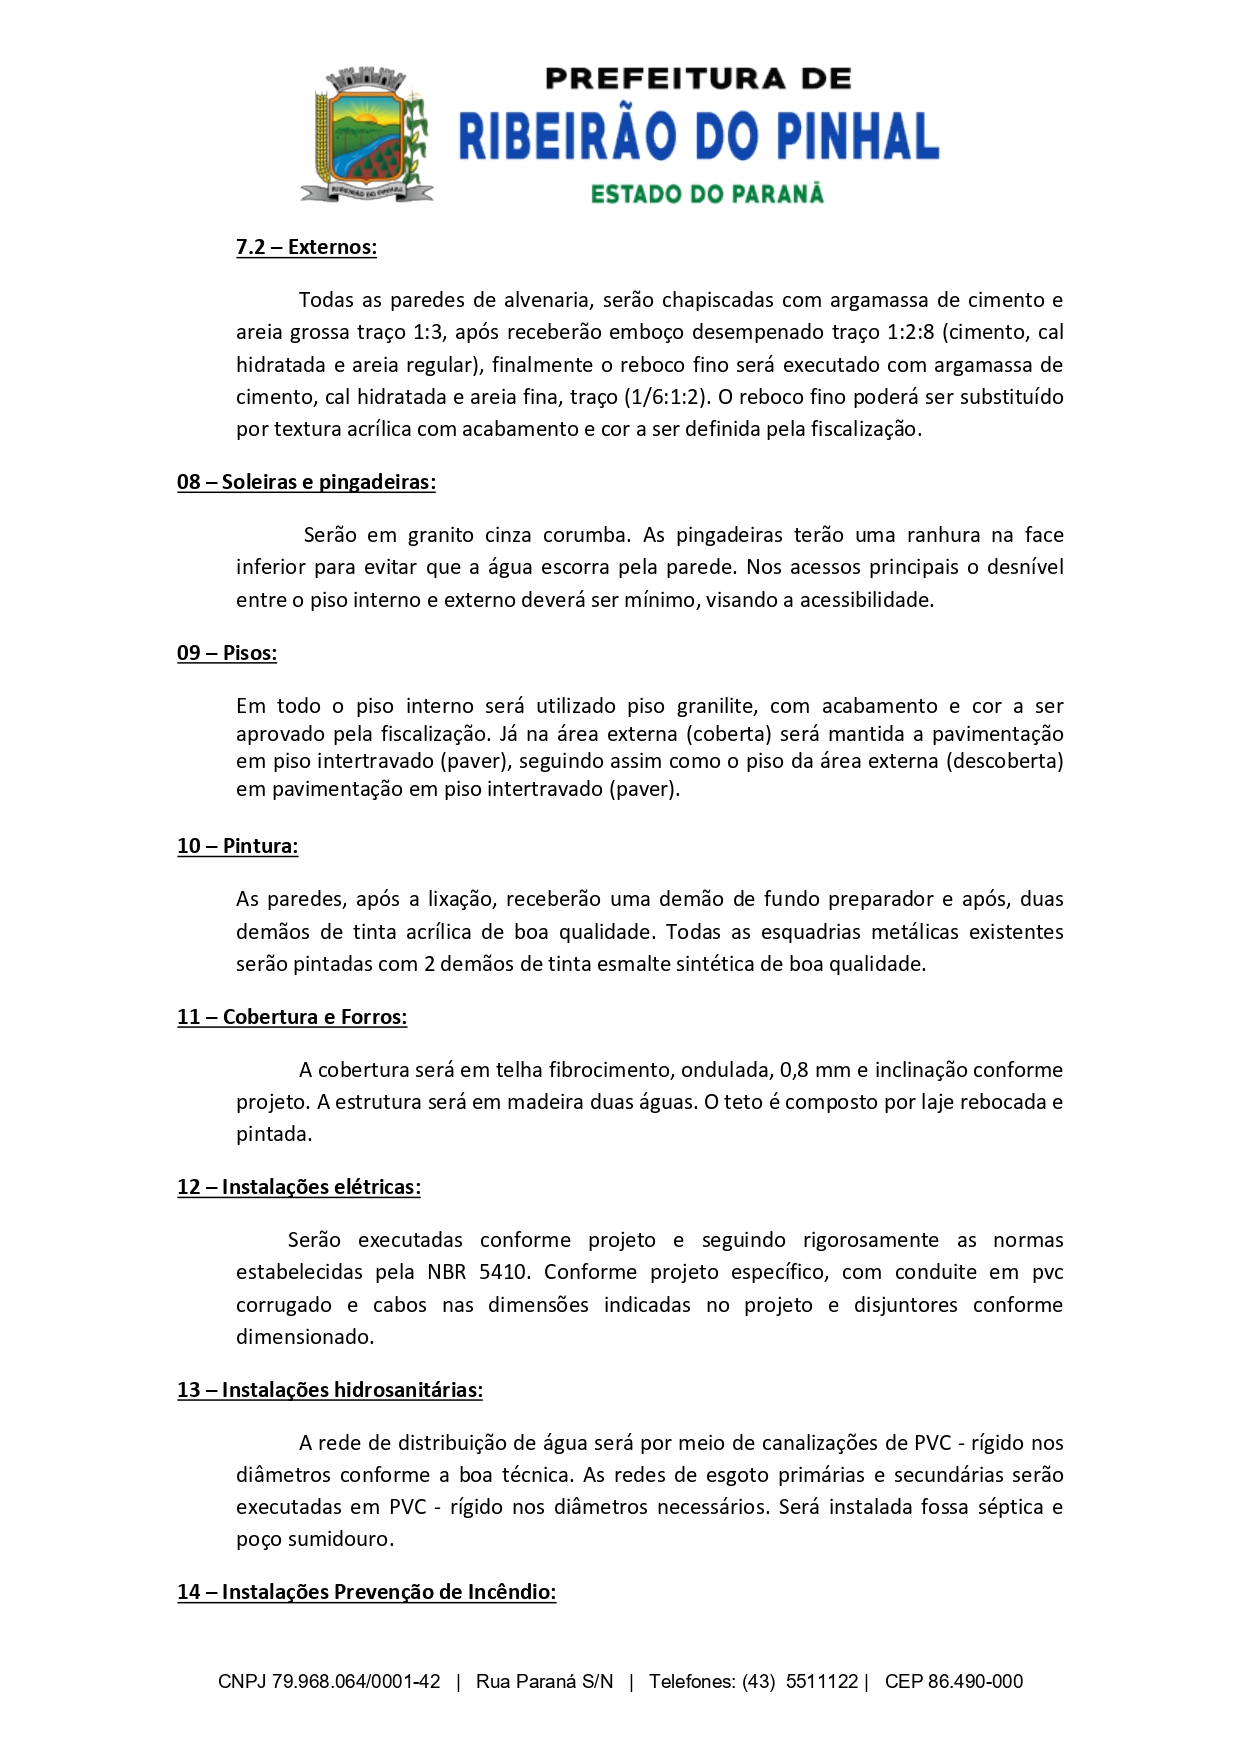 PREFEITURA DE
RIBEIRÃO DO PINHAL
ESTADO DO PARANÁ
RIBEIRÃO DO PINHAL
7.2 – Externos:
Todas as paredes de alvenaria, serão chapiscadas com argamassa de cimento e
areia grossa traço 1:3, após receberão emboço desempenado traço 1:2:8 (cimento, cal
hidratada e areia regular), finalmente o reboco fino será executado com argamassa de
cimento, cal hidratada e areia fina, traço (1/6:1:2). O reboco fino poderá ser substituído
por textura acrílica com acabamento e cor a ser definida pela fiscalização.
08 – Soleiras e pingadeiras:
Serão em granito cinza corumba. As pingadeiras terão uma ranhura na face
inferior para evitar que a água escorra pela parede. Nos acessos principais o desnível
entre o piso interno e externo deverá ser mínimo, visando a acessibilidade.
09 – Pisos:
Em todo o piso interno será utilizado piso granilite, com acabamento e cor a ser
aprovado pela fiscalização. Já na área externa (coberta) será mantida a pavimentação
em piso intertravado (paver), seguindo assim como o piso da área externa (descoberta)
em pavimentação em piso intertravado (paver).
10 – Pintura:
As paredes, após a lixação, receberão uma demão de fundo preparador e após, duas
demãos de tinta acrílica de boa qualidade. Todas as esquadrias metálicas existentes
serão pintadas com 2 demãos de tinta esmalte sintética de boa qualidade.
11 – Cobertura e Forros:
A cobertura será em telha fibrocimento, ondulada, 0,8 mm e inclinação conforme
projeto. A estrutura será em madeira duas águas. O teto é composto por laje rebocada e
pintada.
12 – Instalações elétricas:
Serão executadas conforme projeto e seguindo rigorosamente as normas
estabelecidas pela NBR 5410. Conforme projeto específico, com conduite em pvc
corrugado e cabos nas dimensões indicadas no projeto e disjuntores conforme
dimensionado.
13 – Instalações hidrosanitárias:
A rede de distribuição de água será por meio de canalizações de PVC - rígido nos
diâmetros conforme a boa técnica. As redes de esgoto primárias e secundárias serão
executadas em PVC - rígido nos diâmetros necessários. Será instalada fossa séptica e
poço sumidouro.
14 – Instalações Prevenção de Incêndio:
CNPJ 79.968.064/0001-42 | Rua Paraná S/N | Telefones: (43) 5511122 | CEP 86.490-000